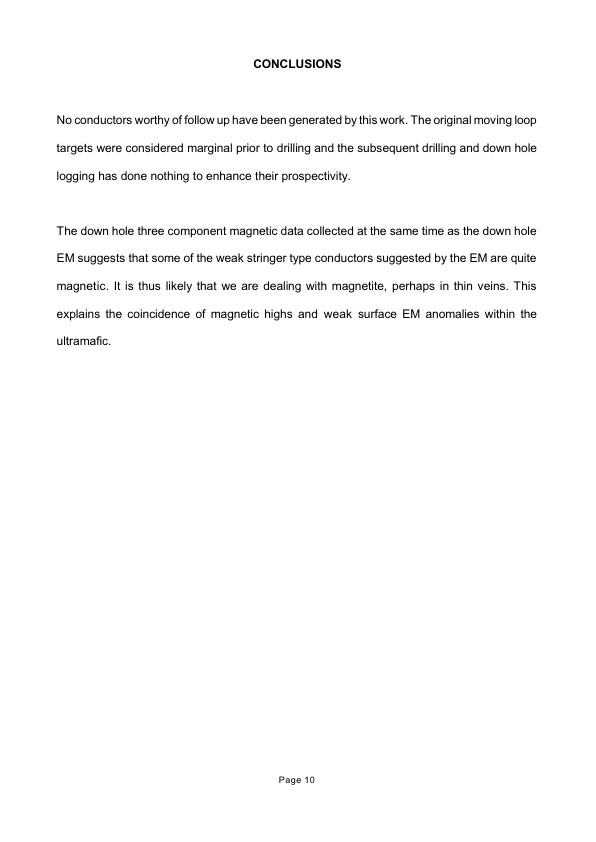 CONCLUSIONS
No conductors worthy of follow up have been generated by this work. The original moving loop
targets were considered marginal prior to drilling and the subsequent drilling and down hole
logging has done nothing to enhance their prospectivity.
The down hole three component magnetic data collected at the same time as the down hole
EM suggests that some of the weak stringer type conductors suggested by the EM are quite
magnetic. It is thus likely that we are dealing with magnetite, perhaps in thin veins. This
explains the coincidence of magnetic highs and weak surface EM anomalies within the
ultramafic.
Page 10